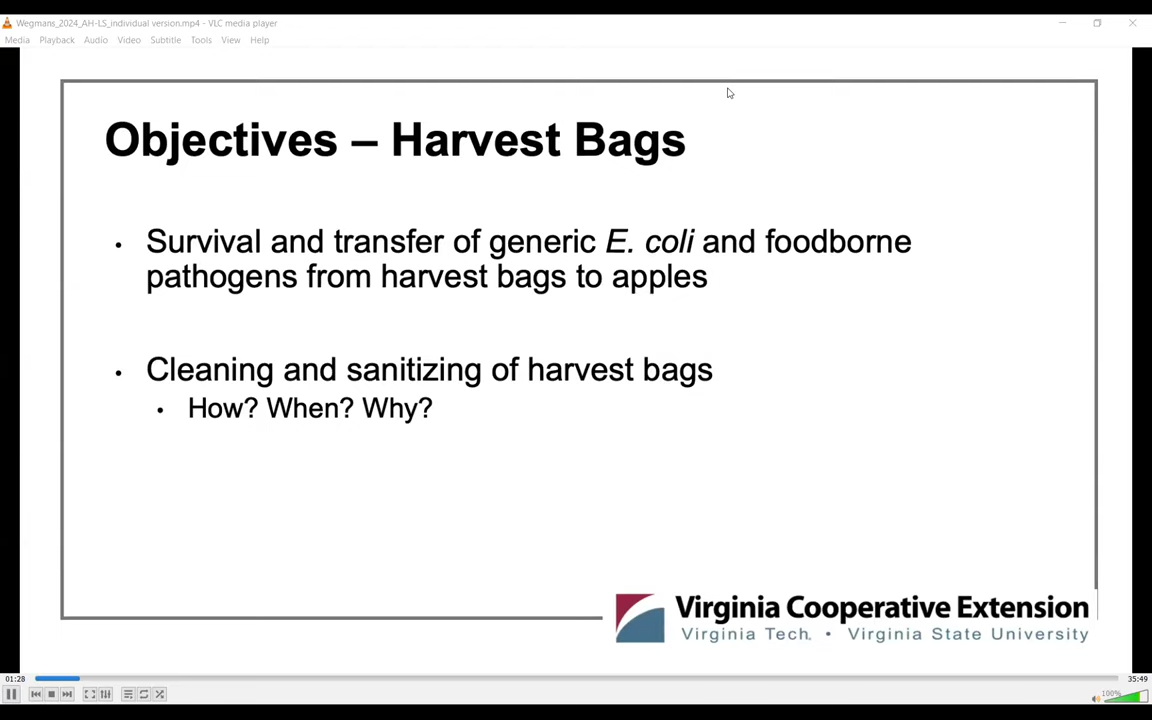 Wegmans_2024_AH-LS_individual version.mp4 - VLC media player
Media Playback Audio Video Subtitle Tools View Help
Objectives – Harvest Bags
• Survival and transfer of generic E. coli and foodborne
pathogens from harvest bags to apples
• Cleaning and sanitizing of harvest bags
• How? When? Why?
Virginia Cooperative Extension
Virginia Tech. • Virginia State University
01:28 35:49
100%